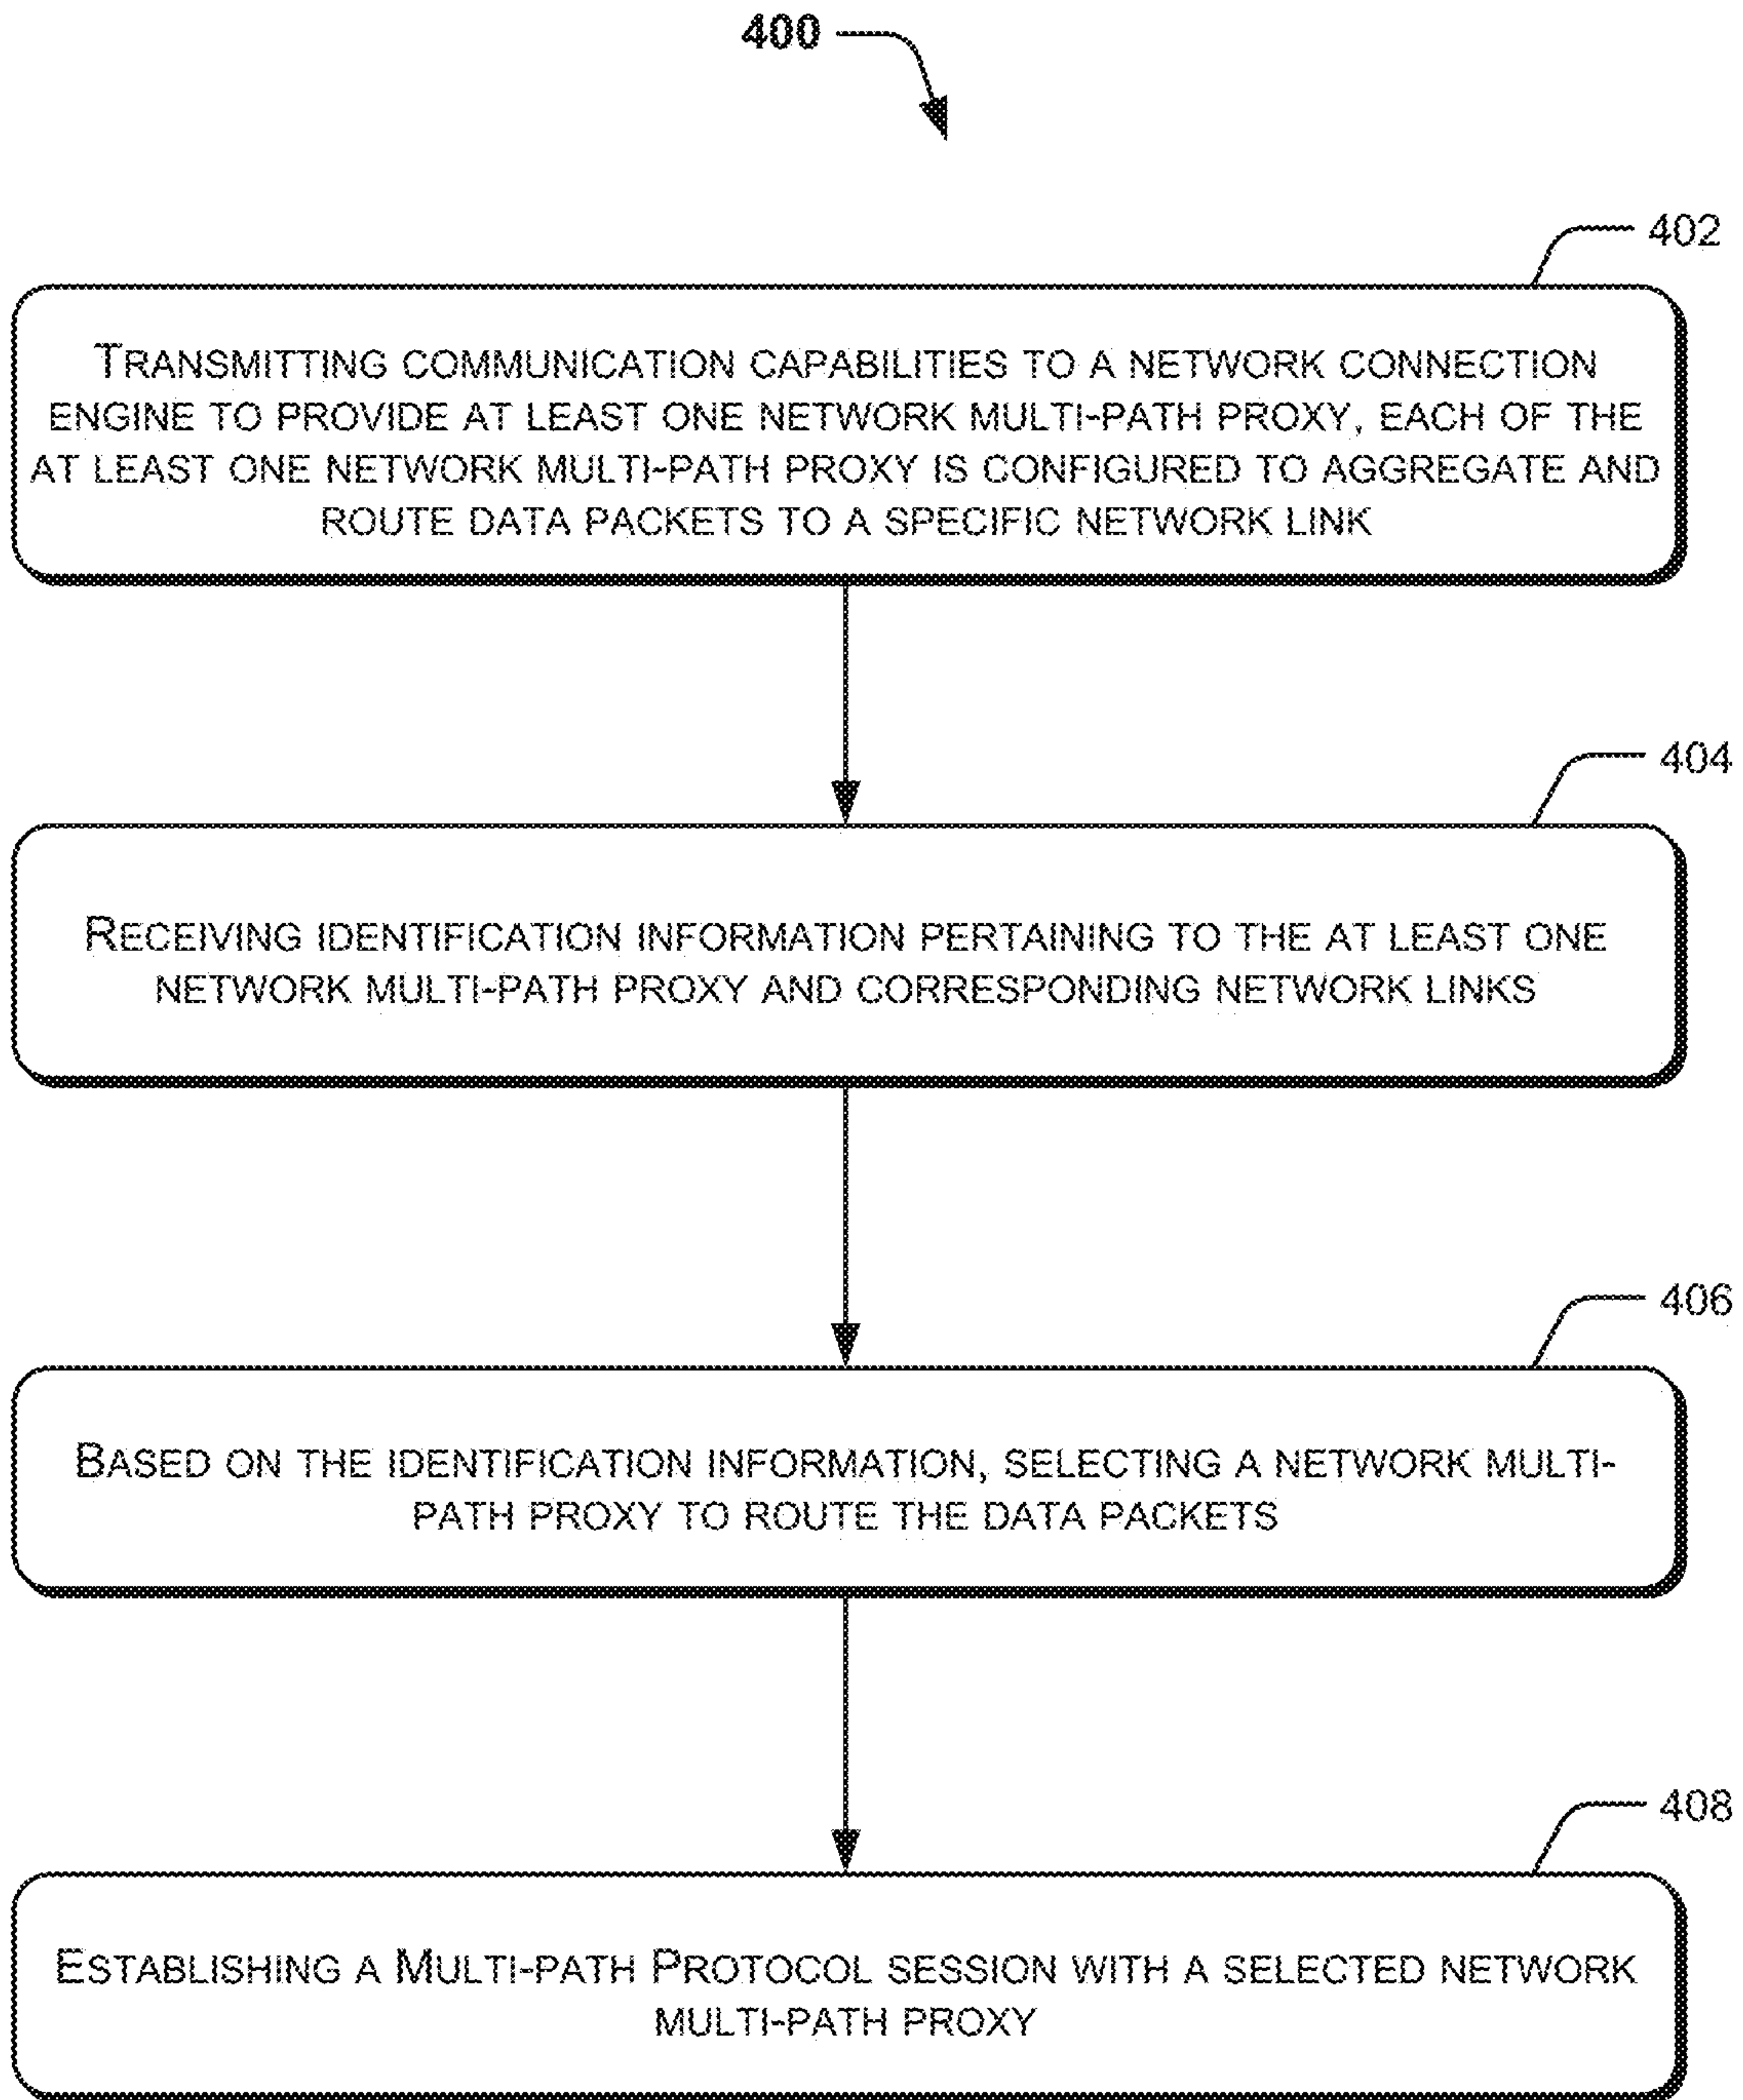 400
402
TRANSMITTING COMMUNICATION CAPABILITIES TO A NETWORK CONNECTION
ENGINE TO PROVIDE AT LEAST ONE NETWORK MULTI-PATH PROXY, EACH OF THE
AT LEAST ONE NETWORK MULTI-PATH PROXY IS CONFIGURED TO AGGREGATE AND
ROUTE DATA PACKETS TO A SPECIFIC NETWORK LINK
404
RECEIVING IDENTIFICATION INFORMATION PERTAINING TO THE AT LEAST ONE
NETWORK MULTI-PATH PROXY AND CORRESPONDING NETWORK LINKS
406
BASED ON THE IDENTIFICATION INFORMATION, SELECTING A NETWORK MULTI-
PATH PROXY TO ROUTE THE DATA PACKETS
408
ESTABLISHING A MULTI-PATH PROTOCOL SESSION WITH A SELECTED NETWORK
MULTI-PATH PROXY